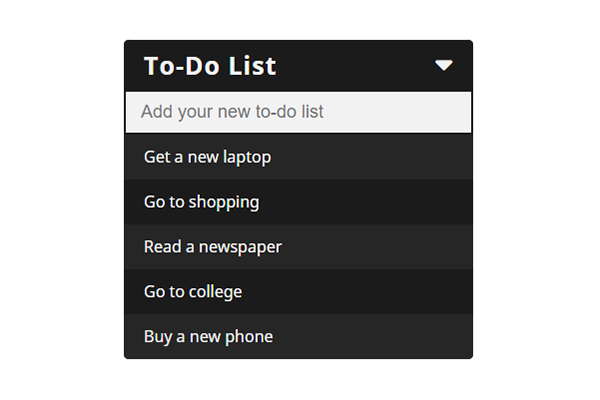 To-Do List
Add your new to-do list
Get a new laptop
Go to shopping
Read a newspaper
Go to college
Buy a new phone